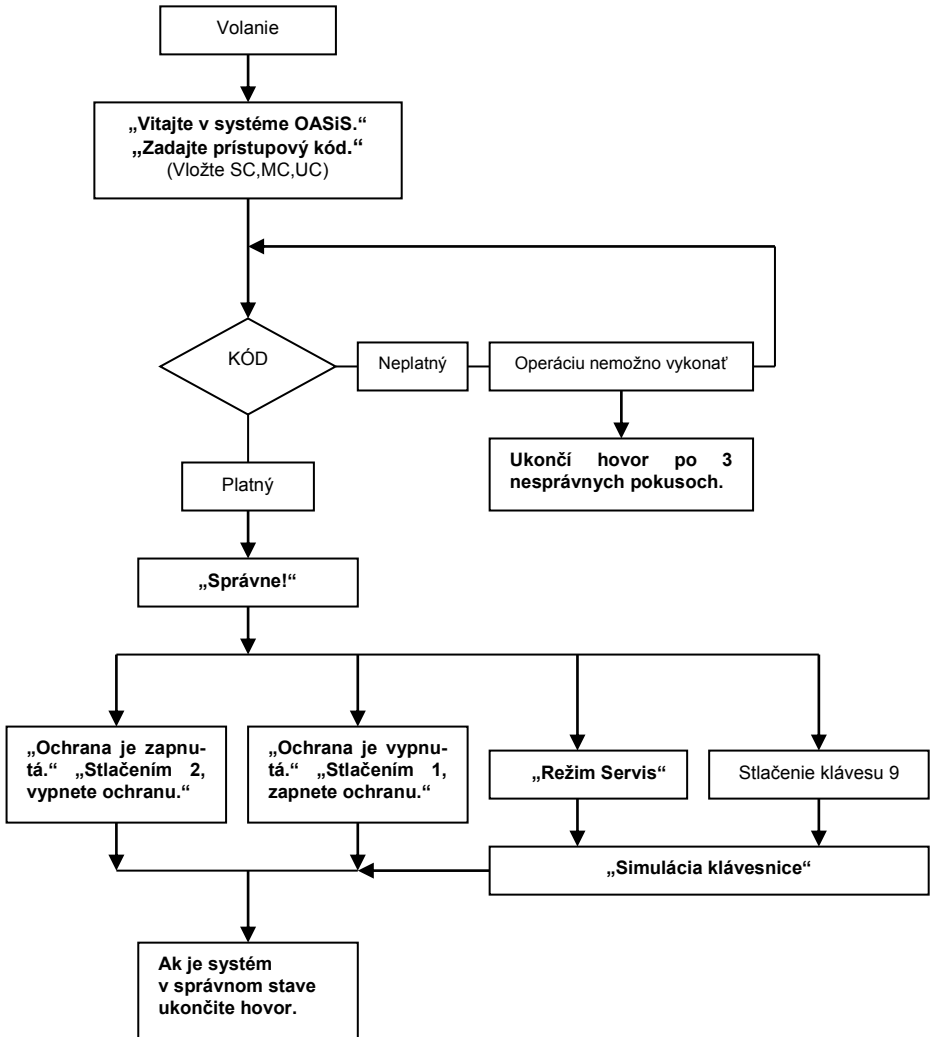 Volanie
„Vitajte v systéme OASiS.“
„Zadajte prístupový kód.“
(Vložte SC,MC,UC)
KÓD
Neplatný
Operáciu nemožno vykonať
Ukončí hovor po 3
nesprávnych pokusoch.
Platný
„Správne!“
„Ochrana je zapnu-
tá.“ „Stlačením 2,
vypnete ochranu.“
„Ochrana je vypnu-
tá.“ „Stlačením 1,
zapnete ochranu.“
„Režim Servis“
Stlačenie klávesu 9
„Simulácia klávesnice“
Ak je systém
v správnom stave
ukončite hovor.